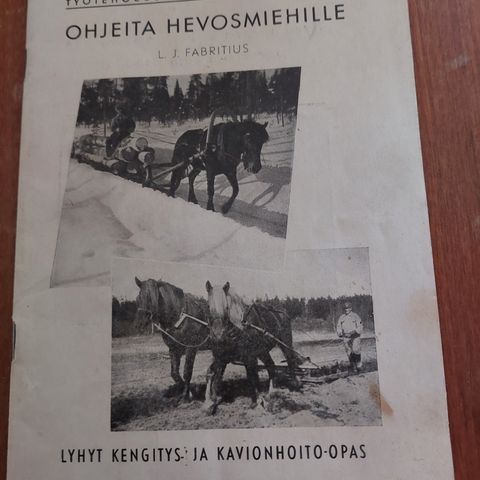 OHJEITA HEVOSMIEHILLE
L. J. FABRITIUS
LYHYT KENGITYS- JA KAVIONHOITO-OPAS